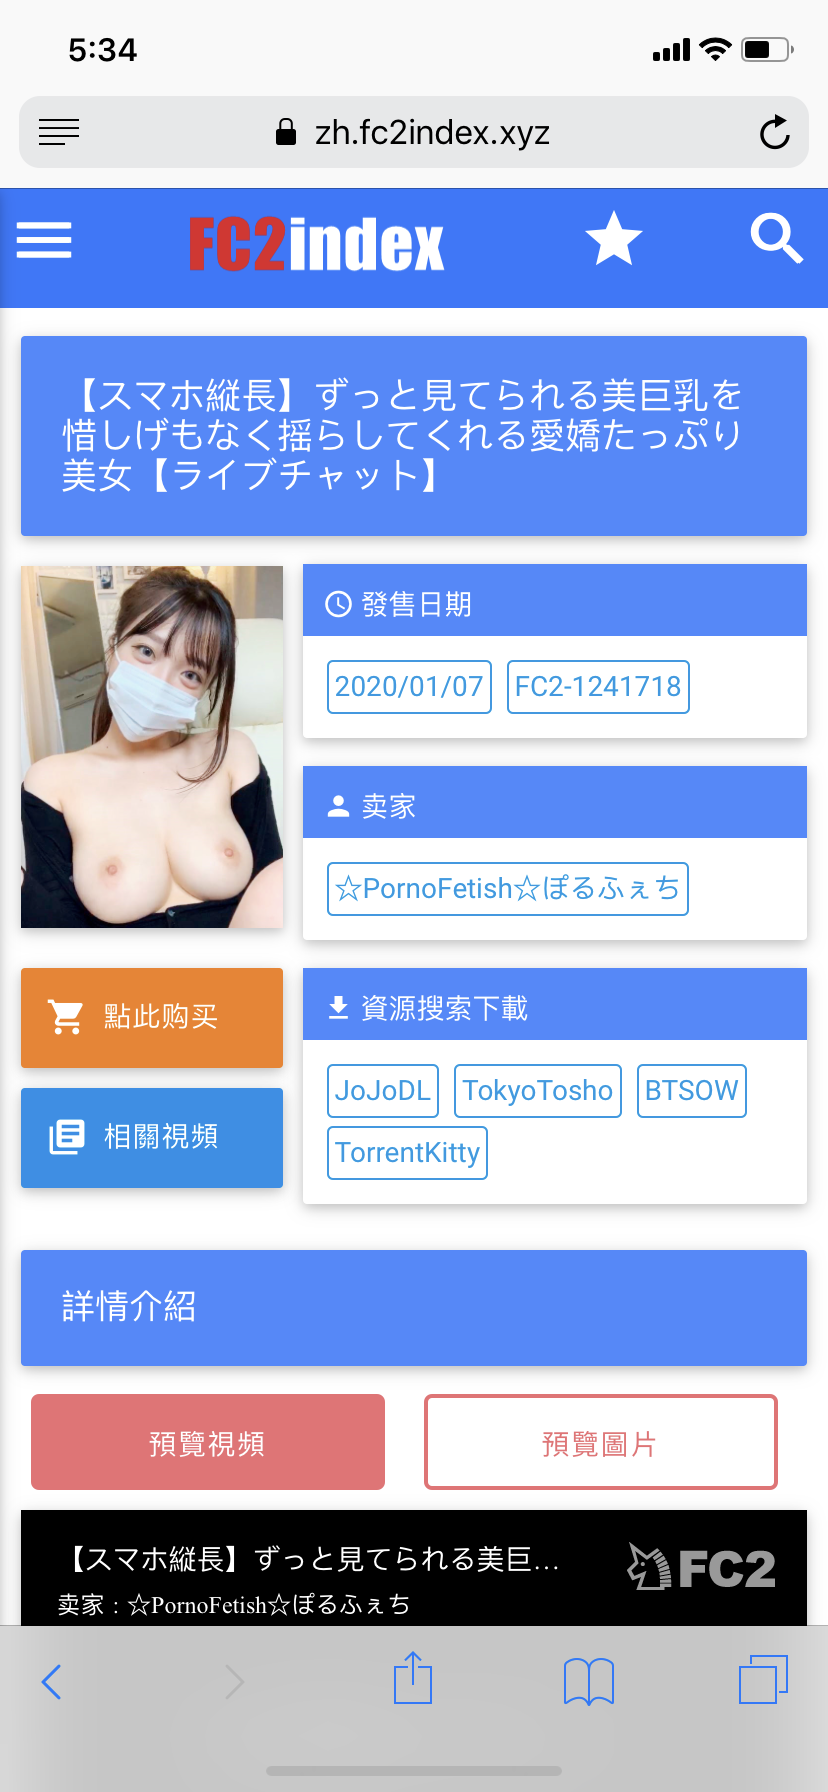 5:34
zh.fc2index.xyz
FC2index
【スマホ縦長】ずっと見てられる美巨乳を
惜しげもなく揺らしてくれる愛嬌たっぷり
美女【ライブチャット】
發售日期
2020/01/07 FC2-1241718
卖家
☆PornoFetish☆ぽるふぇち
點此购买
相關視頻
資源搜索下載
JoJoDL TokyoTosho BTSOW
TorrentKitty
詳情介紹
預覽視頻 預覽圖片
【スマホ縦長】ずっと見てられる美巨…
FC2
卖家：☆PornoFetish☆ぽるふぇち